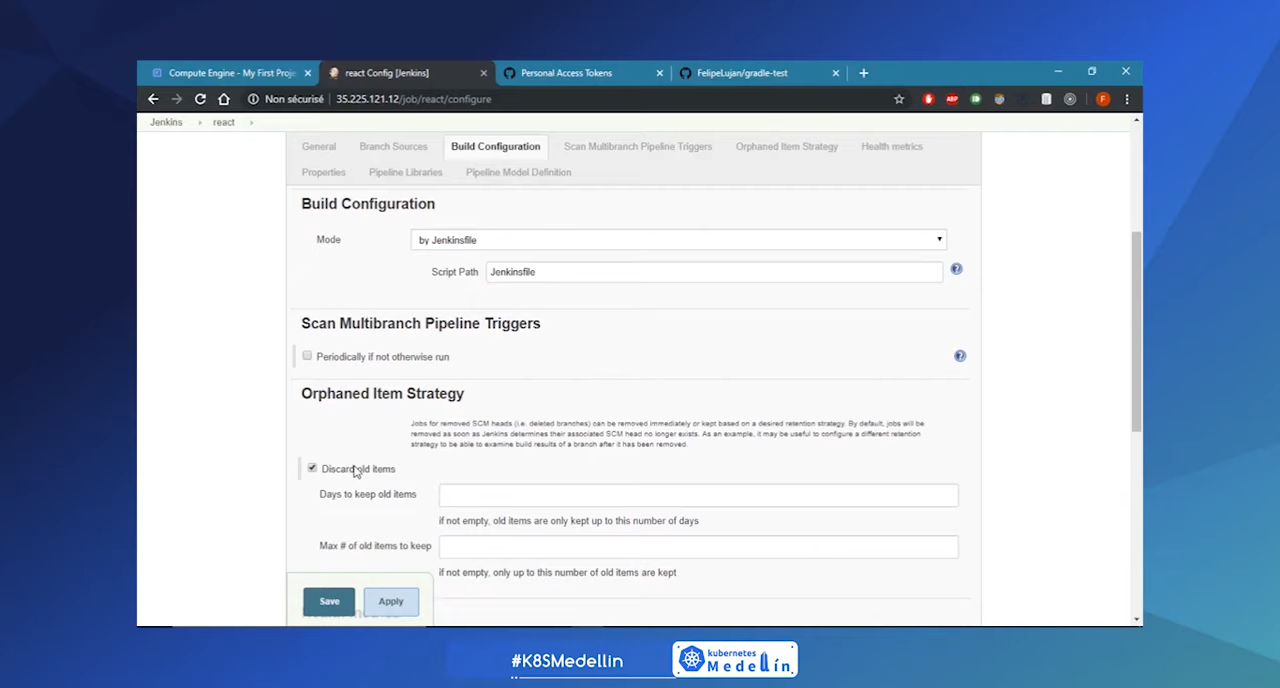 Compute Engine - My First Proje
react Config [Jenkins]
Personal Access Tokens
FelipeLujan/gradle-test
Non sécurisé
35.225.121.12/job/react/configure
ABP
F
Jenkins
react
General
Branch Sources
Build Configuration
Scan Multibranch Pipeline Triggers
Orphaned Item Strategy
Health metrics
Properties
Pipeline Libraries
Pipeline Model Definition
Build Configuration
Mode
by Jenkinsfile
Script Path
Jenkinsfile
Scan Multibranch Pipeline Triggers
Periodically if not otherwise run
Orphaned Item Strategy
Jobs for removed SCM heads (i.e. deleted branches) can be removed immediately or kept based on a desired retention strategy. By default, jobs will be
removed as soon as Jenkins determines their associated SCM head no longer exists. As an example, it may be useful to configure a different retention
strategy to be able to examine build results of a branch after it has been removed.
Discard old items
Days to keep old items
if not empty, old items are only kept up to this number of days
Max # of old items to keep
if not empty, only up to this number of old items are kept
Save
Apply
#K8SMedellin
kubernetes
Medellín